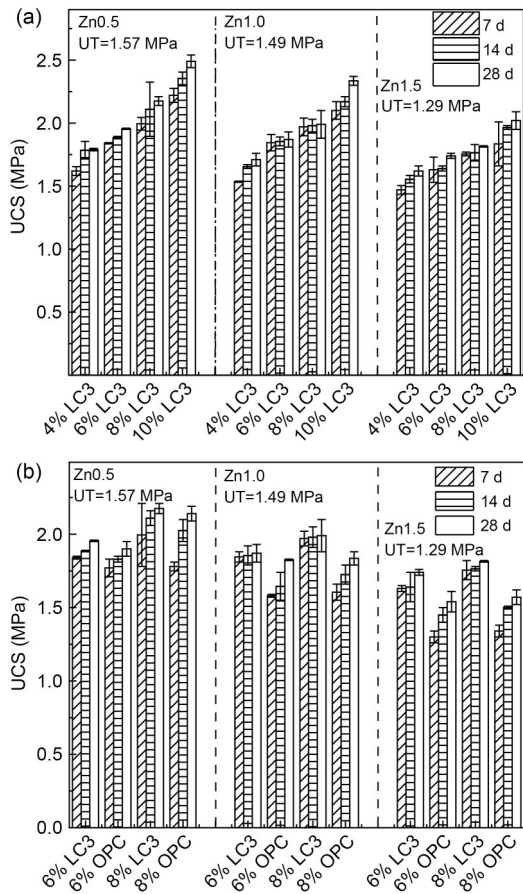 (a)
Zn0.5
UT=1.57 MPa
Zn1.0
UT=1.49 MPa
Zn1.5
UT=1.29 MPa
7 d
14 d
28 d
UCS (MPa)
2.5
2.0
1.5
1.0
0.5
4% LC3
6% LC3
8% LC3
10% LC3
4% LC3
6% LC3
8% LC3
10% LC3
4% LC3
6% LC3
8% LC3
10% LC3
(b)
Zn0.5
UT=1.57 MPa
Zn1.0
UT=1.49 MPa
Zn1.5
UT=1.29 MPa
7 d
14 d
28 d
UCS (MPa)
2.0
1.5
1.0
0.5
0.0
6% LC3
6% OPC
8% LC3
8% OPC
6% LC3
6% OPC
8% LC3
8% OPC
6% LC3
6% OPC
8% LC3
8% OPC